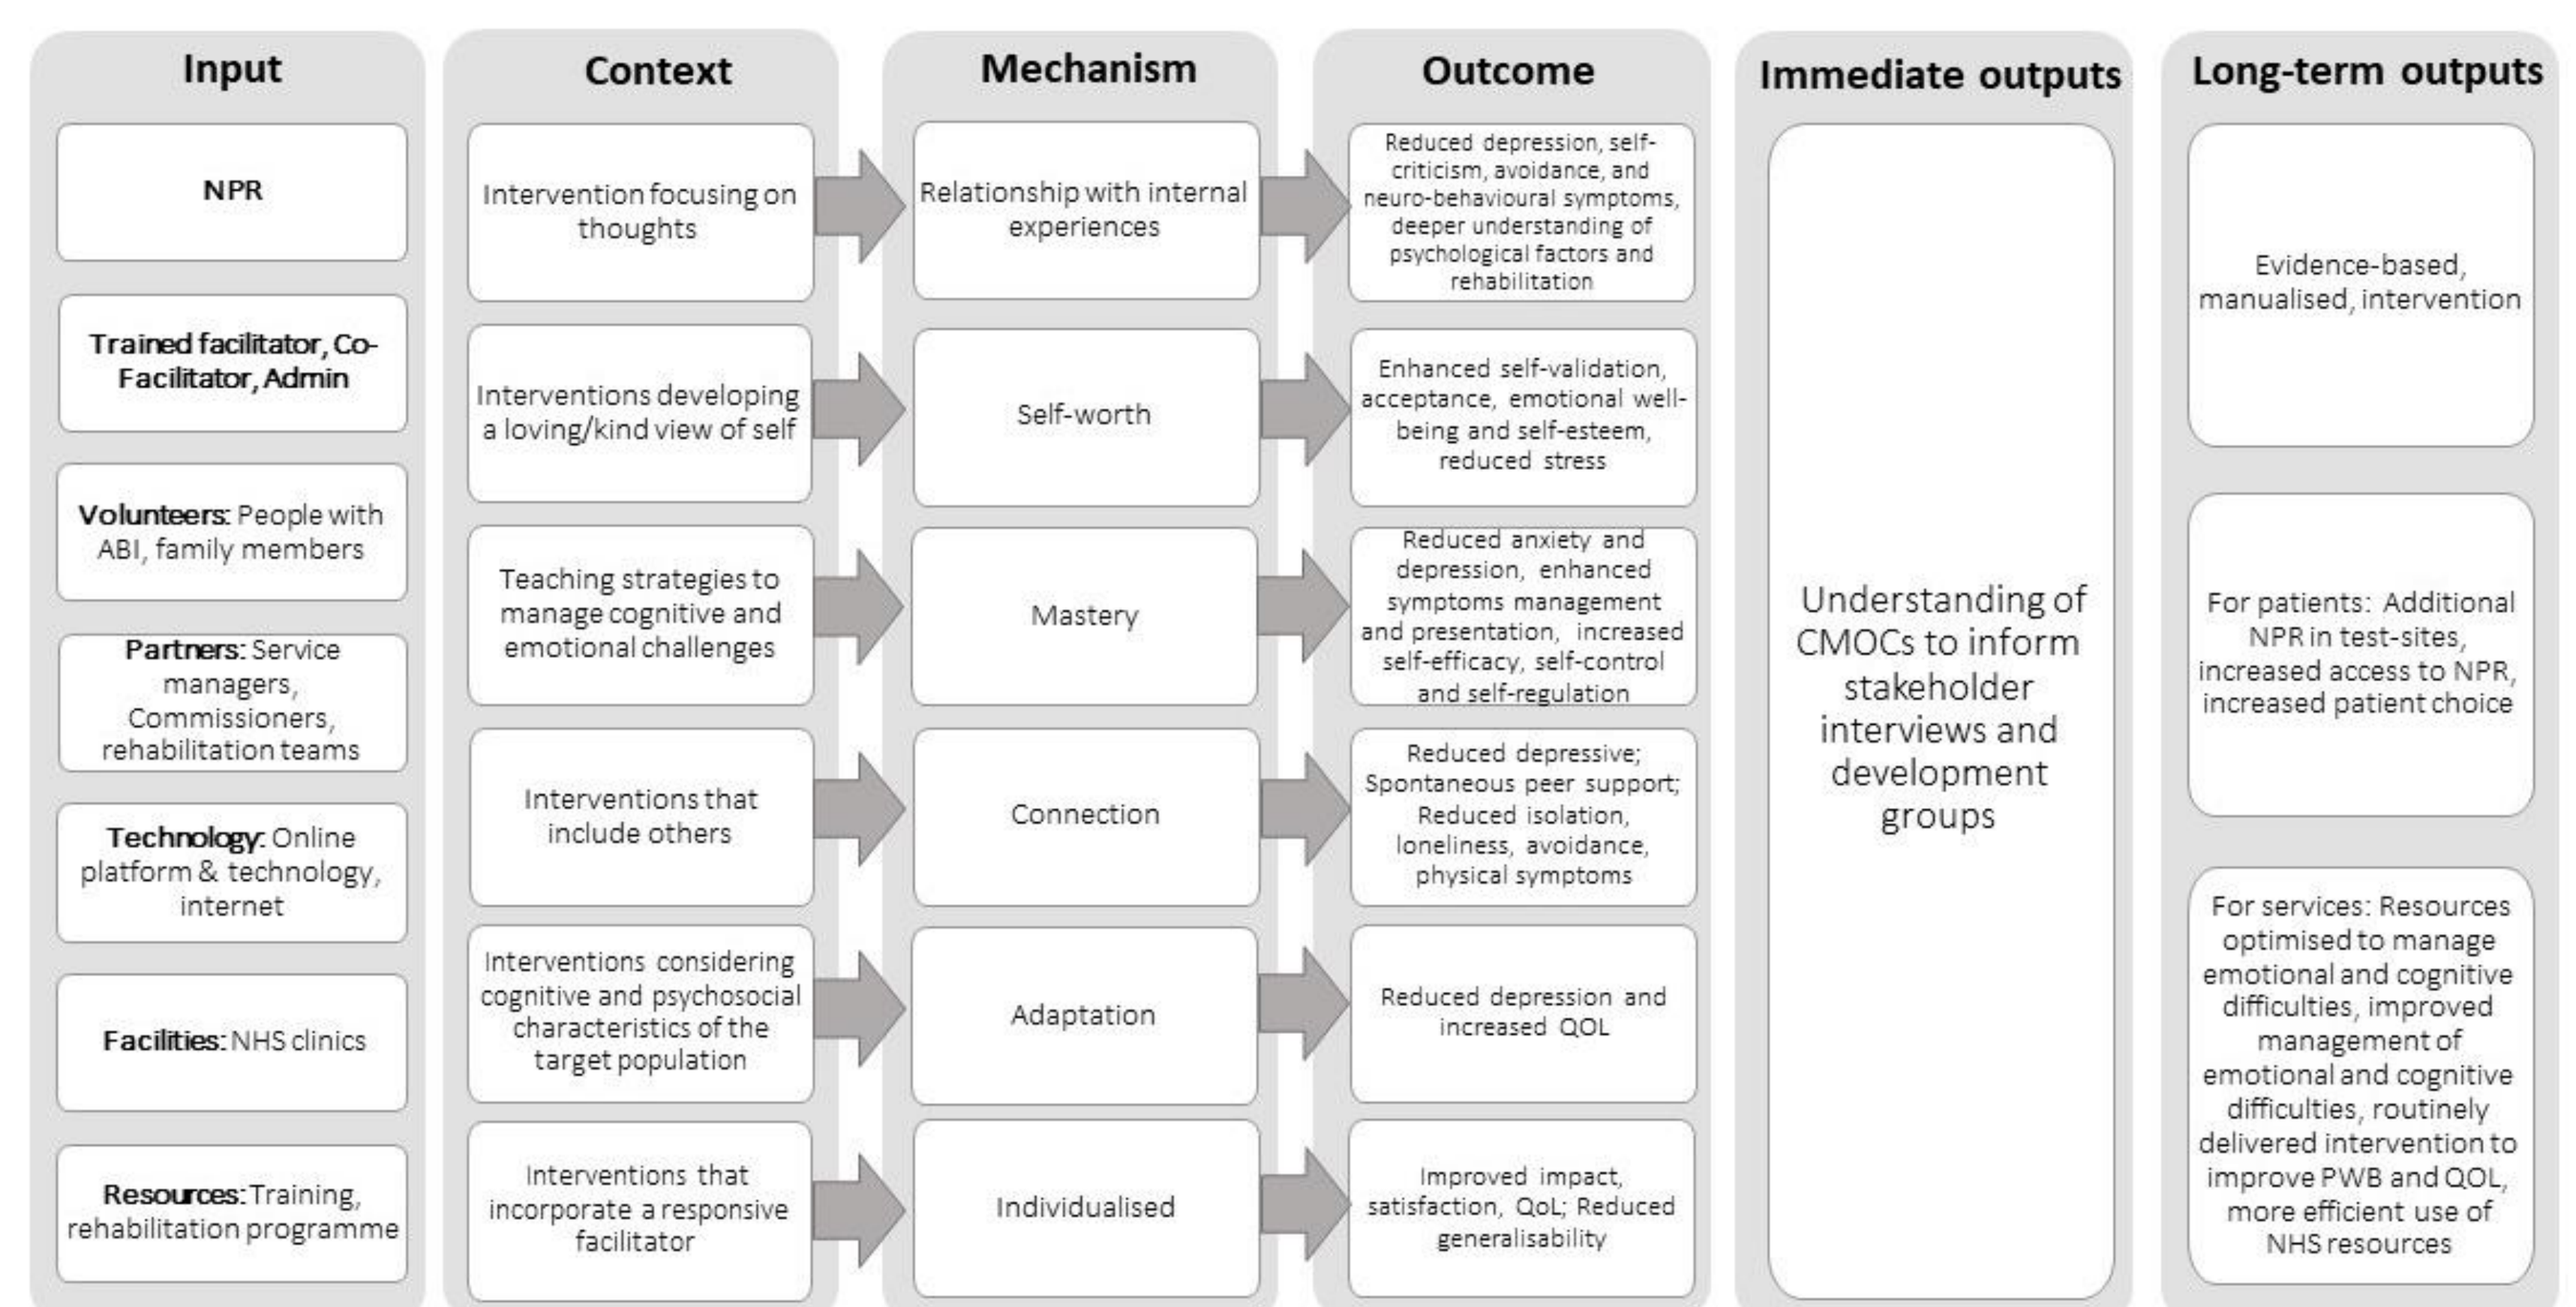 Input
NPR
Trained facilitator, Co-
Facilitator, Admin
Volunteers: People with
ABI, family members
Partners: Service
managers,
Commissioners,
rehabilitation teams
Technology: Online
platform & technology,
internet
Facilities: NHS clinics
Resources: Training,
rehabilitation programme
Context
Intervention focusing on
thoughts
Interventions developing
a loving/kind view of self
Teaching strategies to
manage cognitive and
emotional challenges
Interventions that
include others
Interventions considering
cognitive and psychosocial
characteristics of the
target population
Interventions that
incorporate a responsive
facilitator
Mechanism
Relationship with internal
experiences
Self-worth
Mastery
Connection
Adaptation
Individualised
Outcome
Reduced depression, self-
criticism, avoidance, and
neuro-behavioural symptoms,
deeper understanding of
psychological factors and
rehabilitation
Enhanced self-validation,
acceptance, emotional well-
being and self-esteem,
reduced stress
Reduced anxiety and
depression, enhanced
symptoms management
and presentation, increased
self-efficacy, self-control
and self-regulation
Reduced depressive;
Spontaneous peer support;
Reduced isolation,
loneliness, avoidance,
physical symptoms
Reduced depression and
increased QOL
Improved impact,
satisfaction, QoL; Reduced
generalisability
Immediate outputs
Understanding of
CMOCs to inform
stakeholder
interviews and
development
groups
Long-term outputs
Evidence-based,
manualised, intervention
For patients: Additional
NPR in test-sites,
increased access to NPR,
increased patient choice
For services: Resources
optimised to manage
emotional and cognitive
difficulties, improved
management of
emotional and cognitive
difficulties, routinely
delivered intervention to
improve PWB and QOL,
more efficient use of
NHS resources